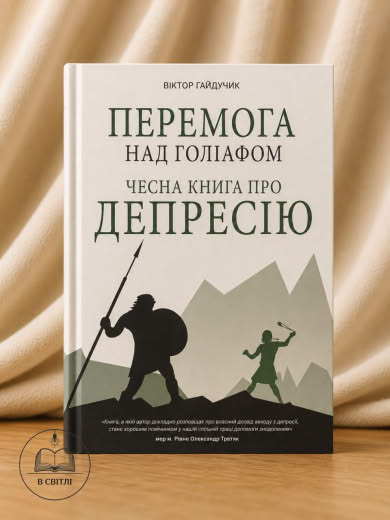 ВІКТОР ГАЙДУЧИК
ПЕРЕМОГА
НАД ГОЛІАФОМ
ЧЕСНА КНИГА ПРО
ДЕПРЕСІЮ
«Книга, в якій автор докладно розповідає про власний досвід виходу з депресії,
стане хорошим помічником у нашій спільній праці допомоги знедоленим»
мер м. Рівне Олександр Третяк
В СВІТЛІ